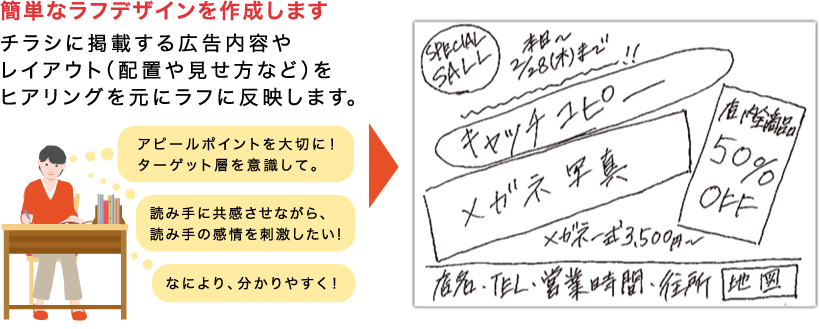 簡単なラフデザインを作成します
チラシに掲載する広告内容や
レイアウト(配置や見せ方など)を
ヒアリングを元にラフに反映します。
アピールポイントを大切に!
ターゲット層を意識して。
読み手に共感させながら、
読み手の感情を刺激したい!
なにより、分かりやすく!
SPECIAL
SALL
本日～
2/28(木)まで!!
キャッチコピー
メガネ写真
メガネ一式3,500円～
店内全商品
50%
OFF
店名・TEL・営業時間・住所 地図